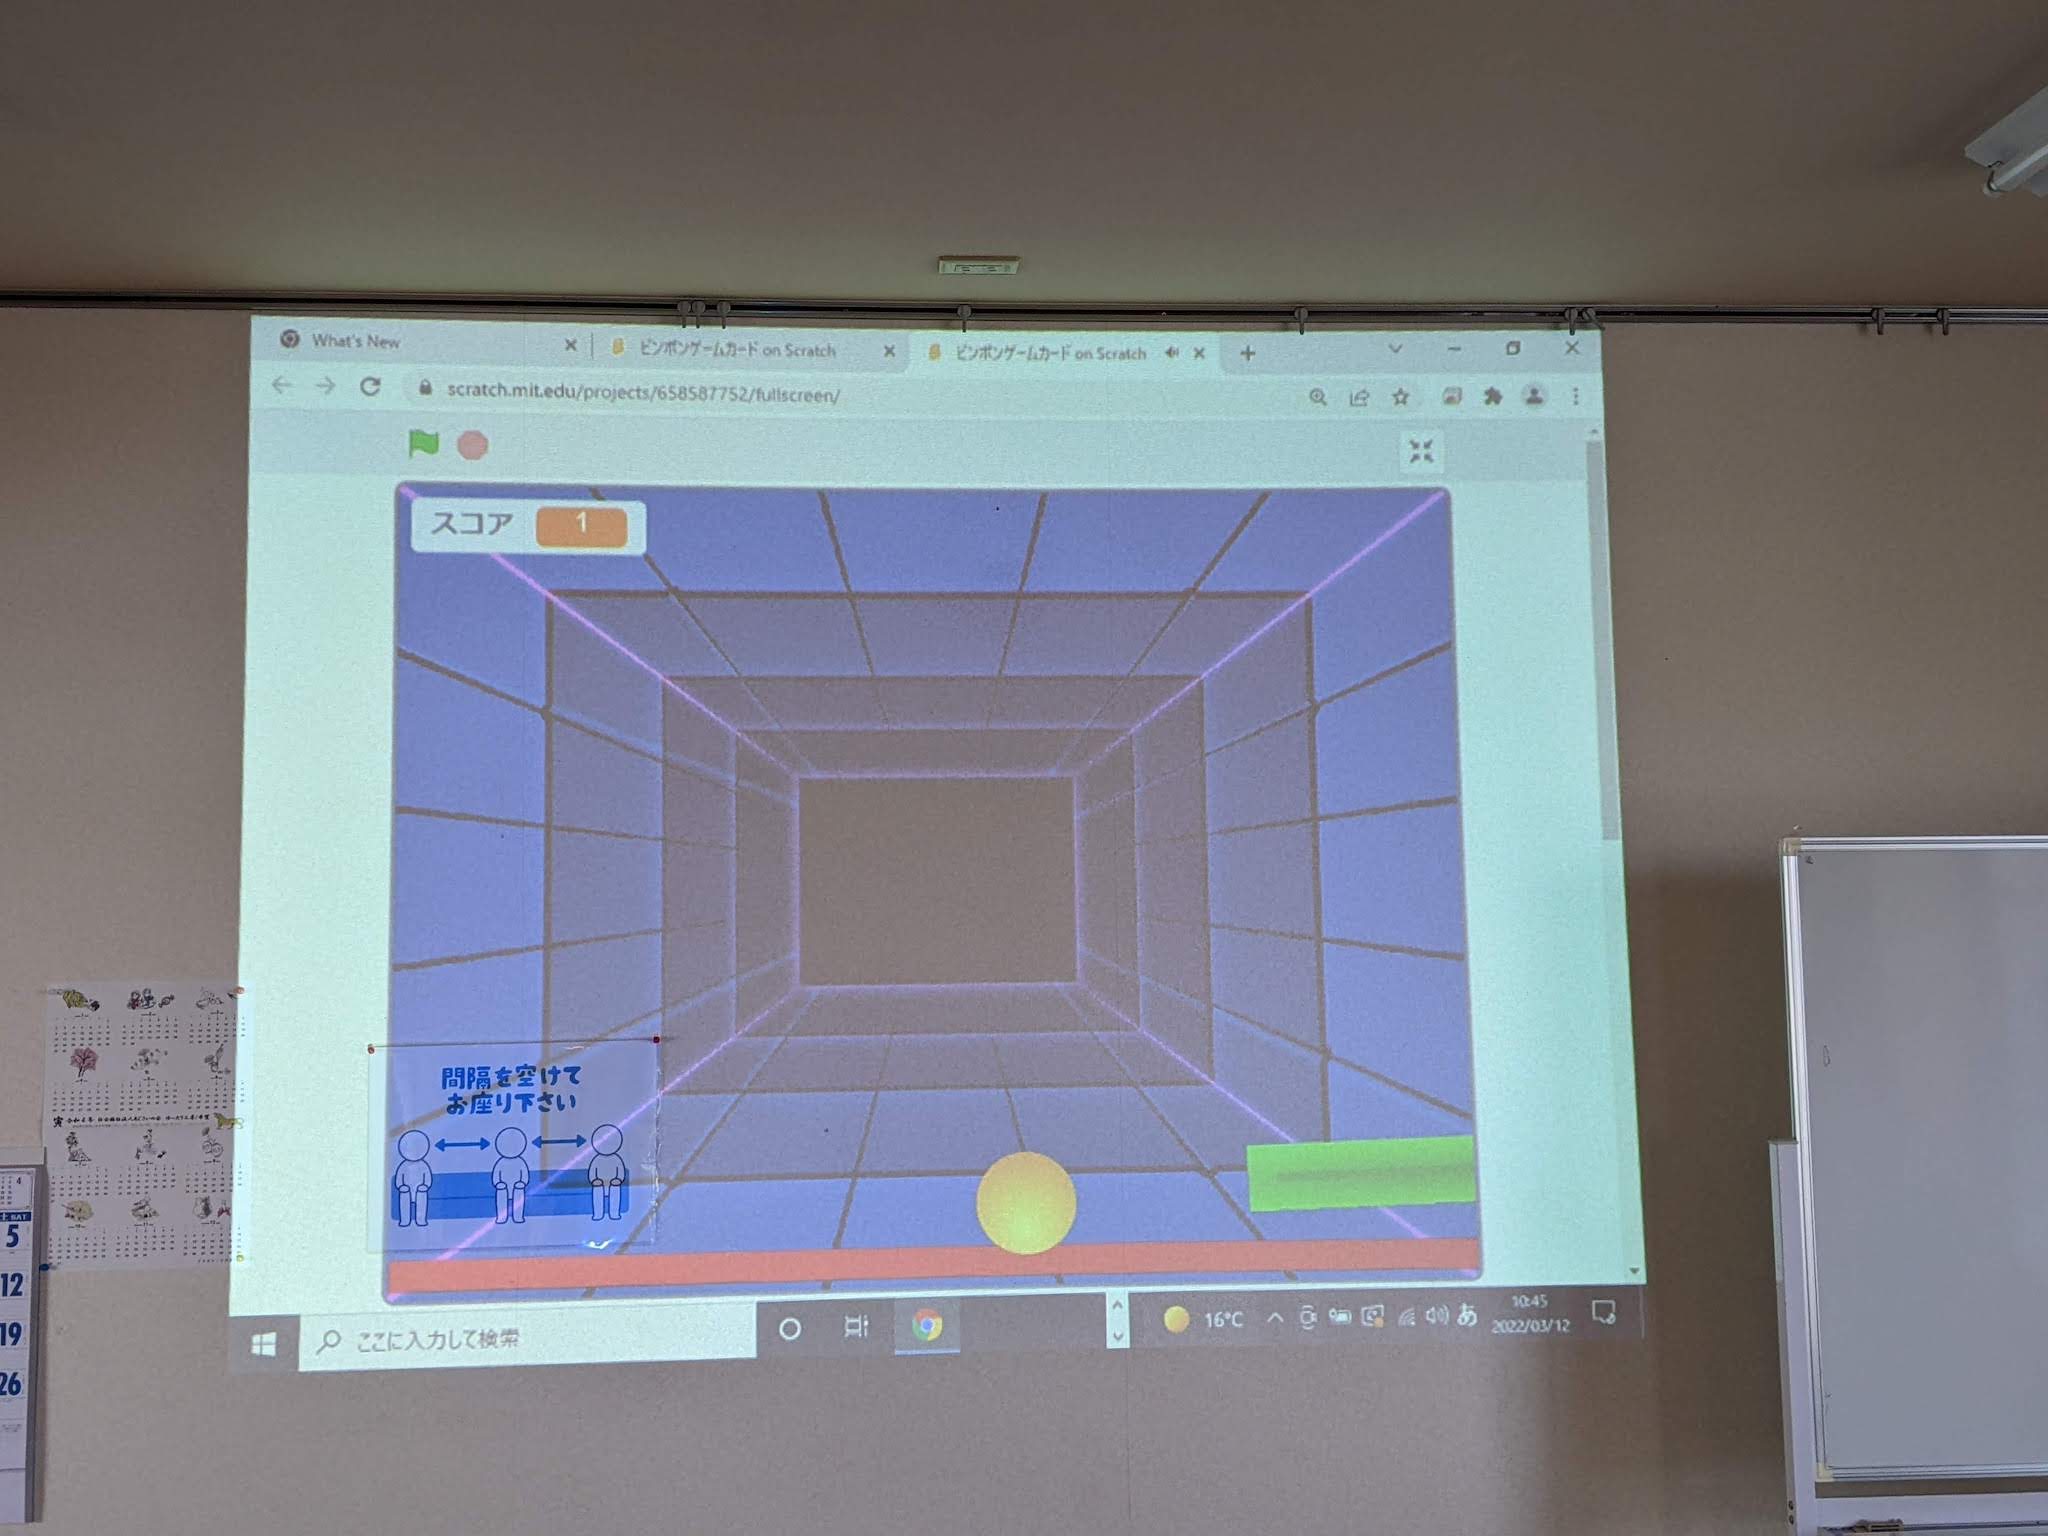 What's New
ピンポンゲームカード on Scratch
ピンポンゲームカード on Scratch
scratch.mit.edu/projects/658587752/fullscreen/
スコア 1
間隔を空けて
お座り下さい
SAT
4
5
12
19
26
ここに入力して検索
16°C
あ
10:45
2022/03/12